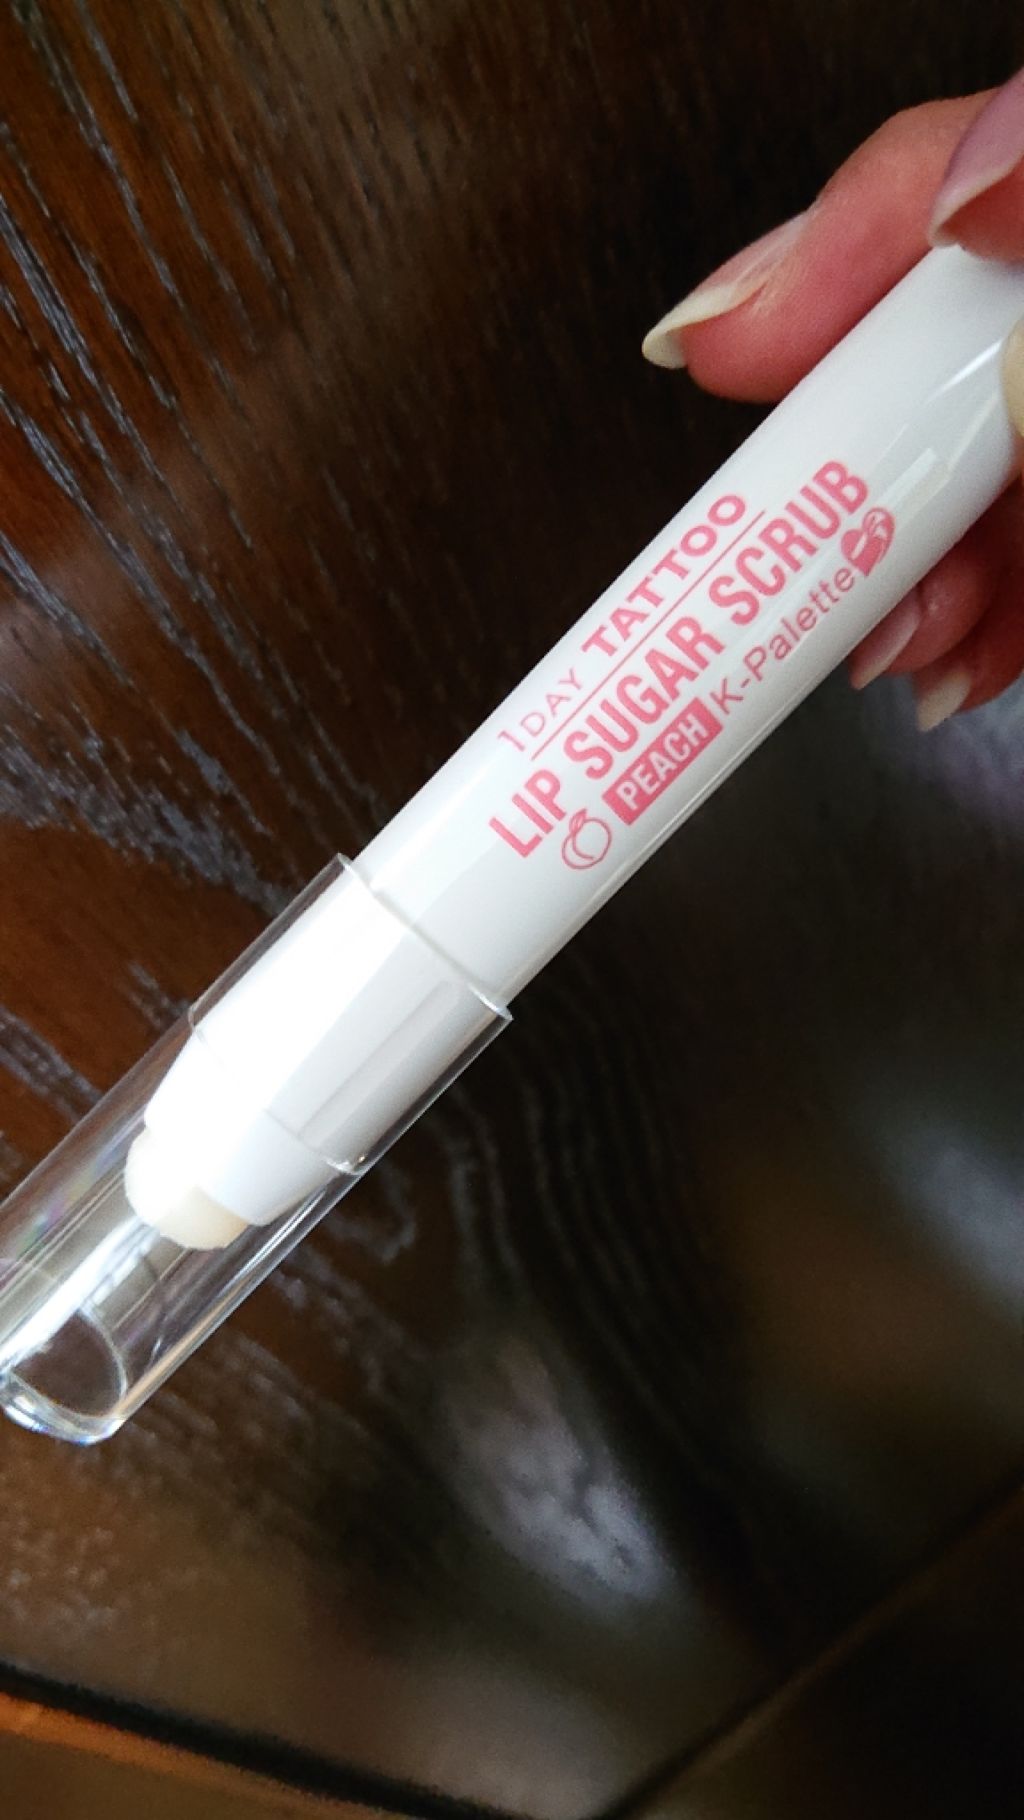 1DAY TATTOO
LIP SUGAR SCRUB
PEACH K-Palette